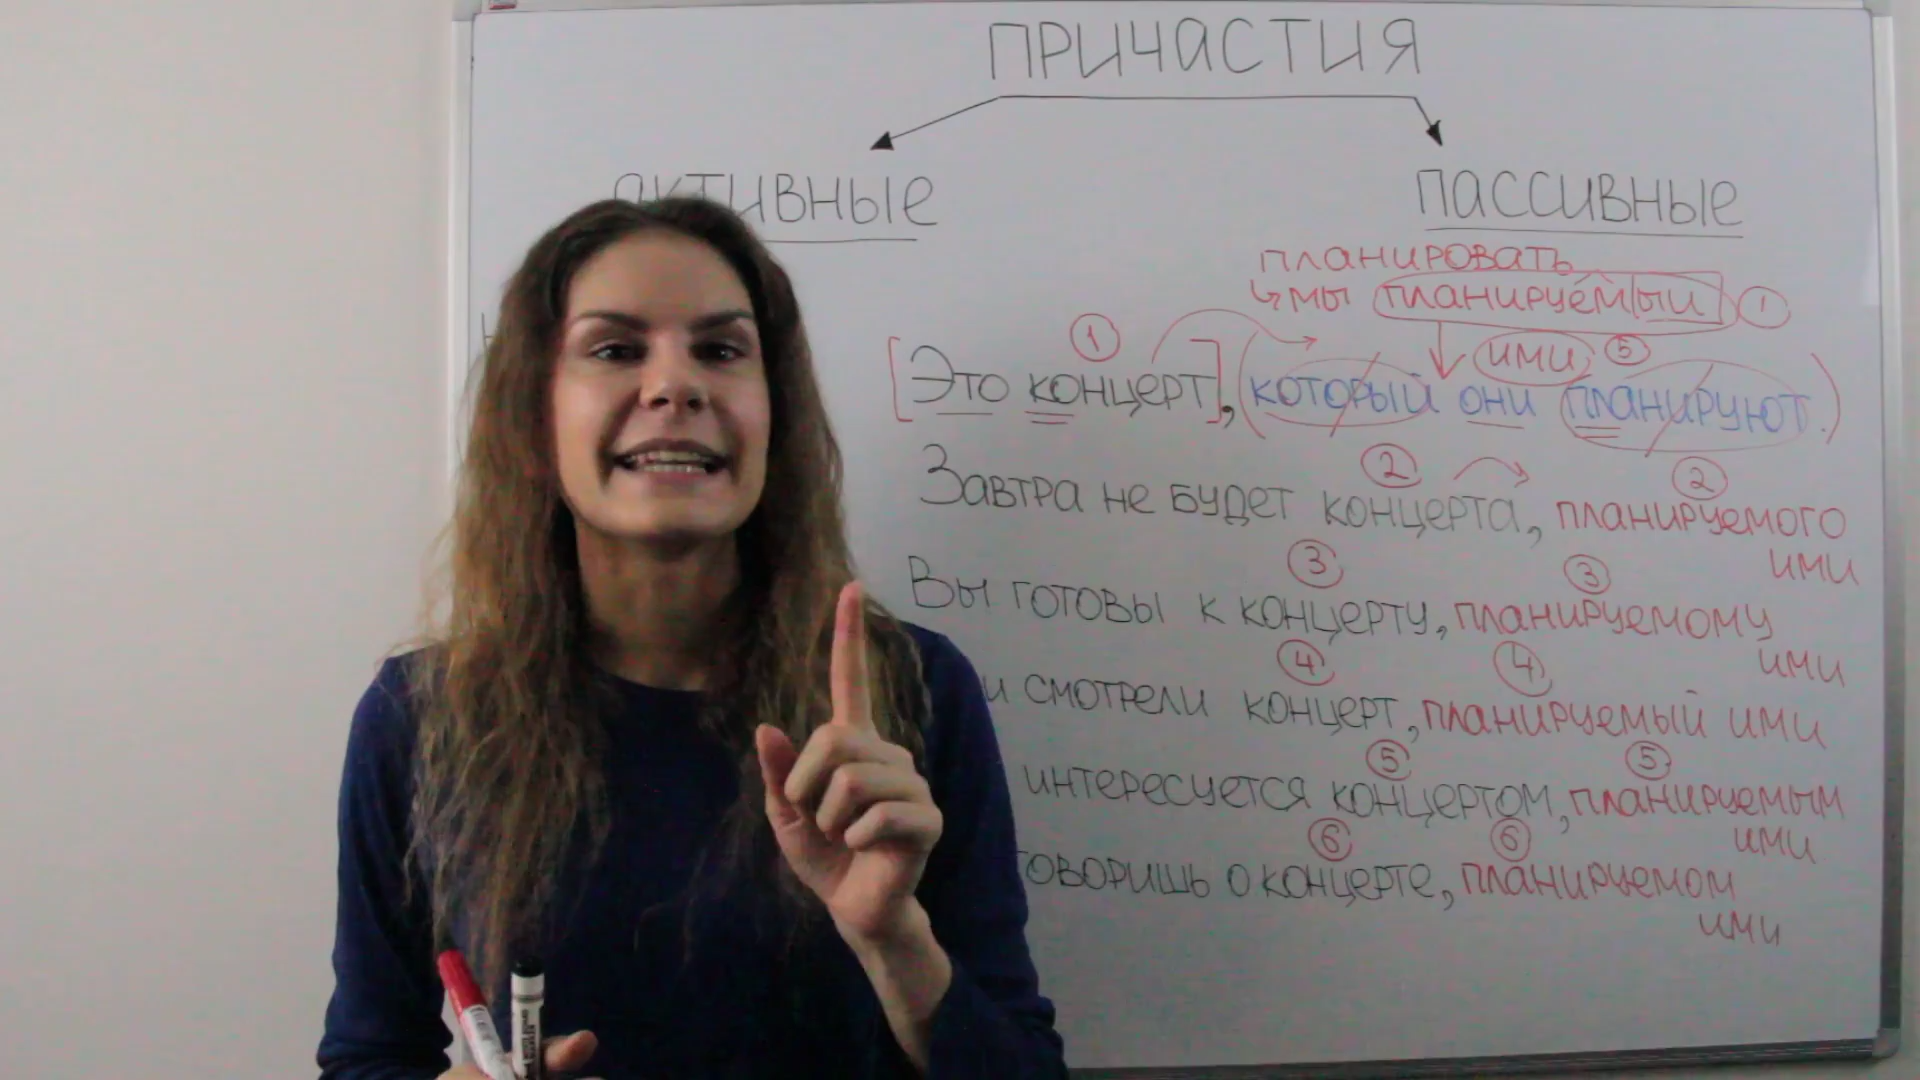 ПРИЧАСТИЯ
АКТИВНЫЕ
ПАССИВНЫЕ
планировать
мы планируем|ый 1
1 ими 5
[Это концерт], (который они планируют.)
2 2
Завтра не будет концерта, планируемого
ими
3 3
Вы готовы к концерту, планируемому
ими
4 4
смотрели концерт, планируемый ими
5 5
интересуется концертом, планируемым
ими
6 6
о концерте, планируемом
ими